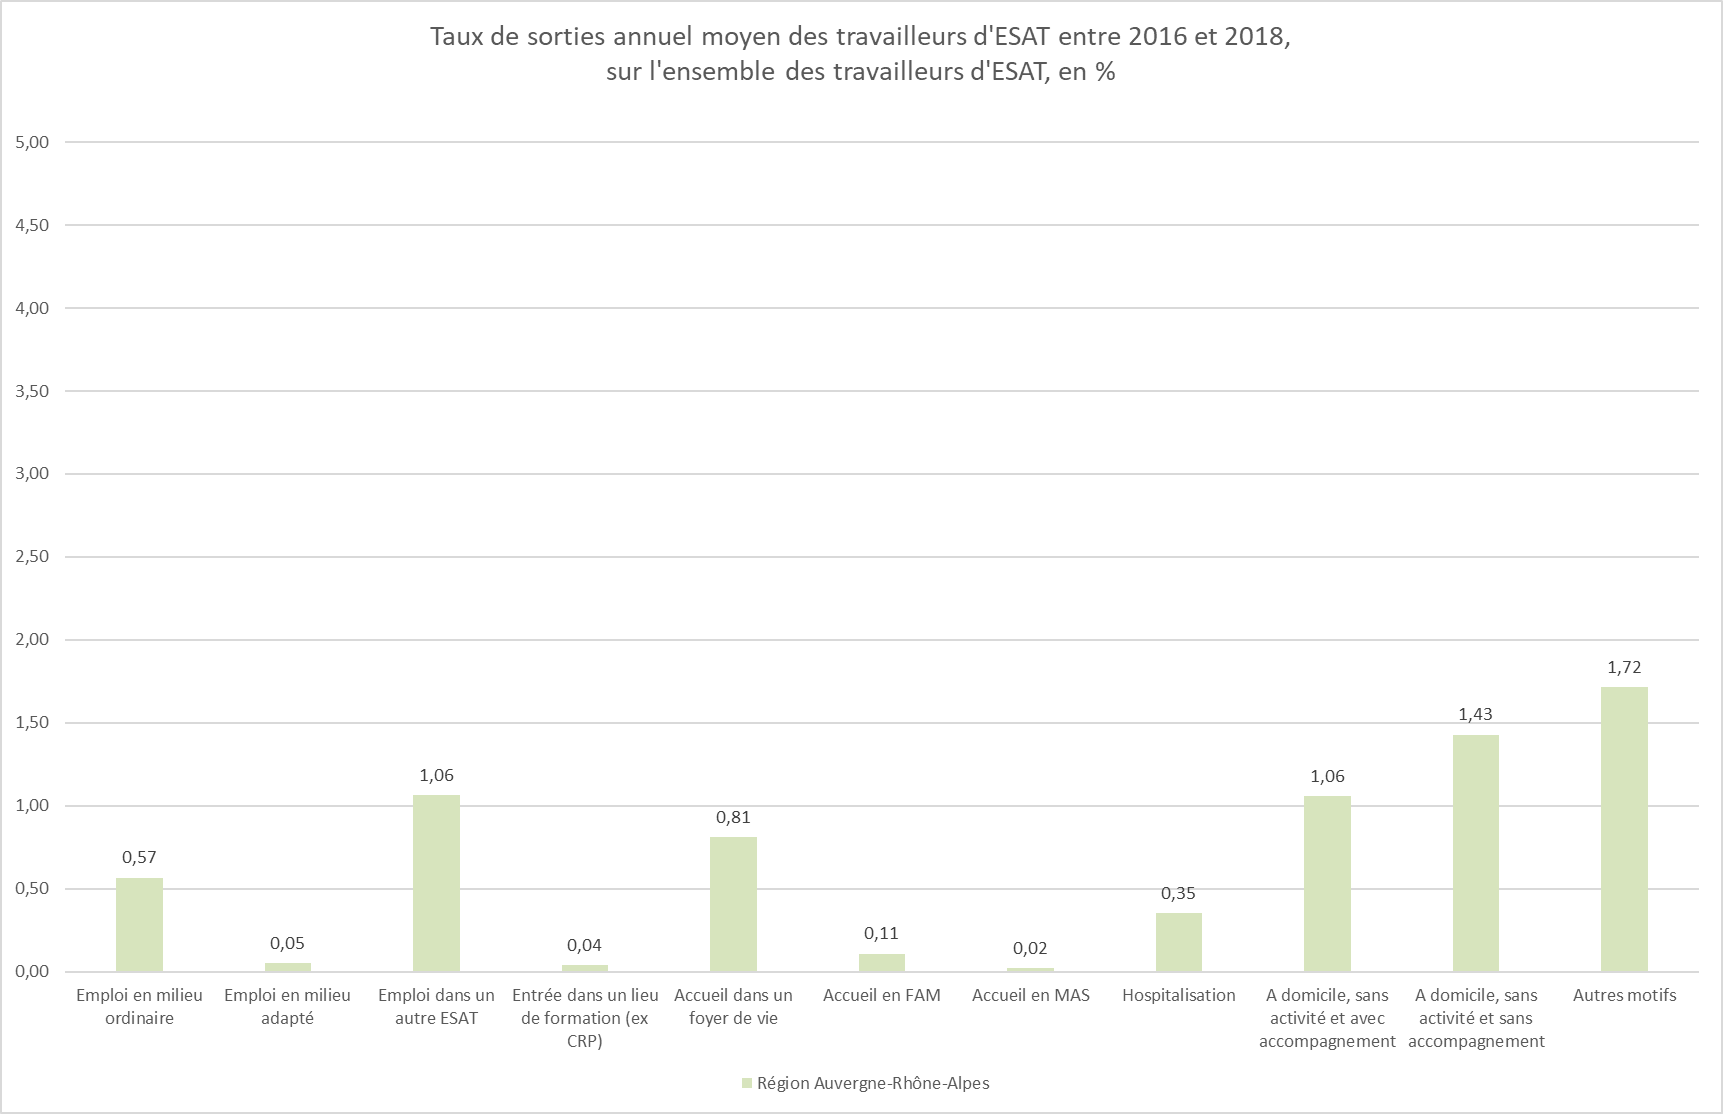 Taux de sorties annuel moyen des travailleurs d'ESAT entre 2016 et 2018,
sur l'ensemble des travailleurs d'ESAT, en %
5,00
4,50
4,00
3,50
3,00
2,50
2,00
1,50
1,00
0,50
0,00
0,57
0,05
1,06
0,04
0,81
0,11
0,02
0,35
1,06
1,43
1,72
Emploi en milieu
ordinaire
Emploi en milieu
adapté
Emploi dans un
autre ESAT
Entrée dans un lieu
de formation (ex
CRP)
Accueil dans un
foyer de vie
Accueil en FAM
Accueil en MAS
Hospitalisation
A domicile, sans
activité et avec
accompagnement
A domicile, sans
activité et sans
accompagnement
Autres motifs
Région Auvergne-Rhône-Alpes